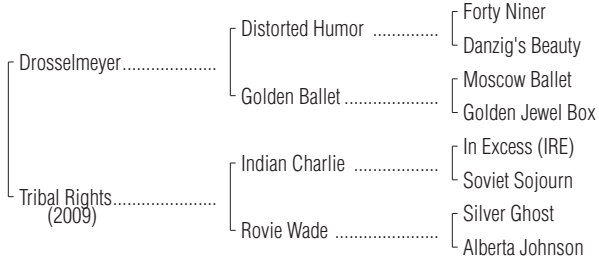 Forty Niner
Distorted Humor ..............
Danzig's Beauty
Drosselmeyer.....................
Moscow Ballet
Golden Ballet .....................
Golden Jewel Box
In Excess (IRE)
Indian Charlie ...................
Soviet Sojourn
Tribal Rights.......................
(2009)
Silver Ghost
Rovie Wade .......................
Alberta Johnson